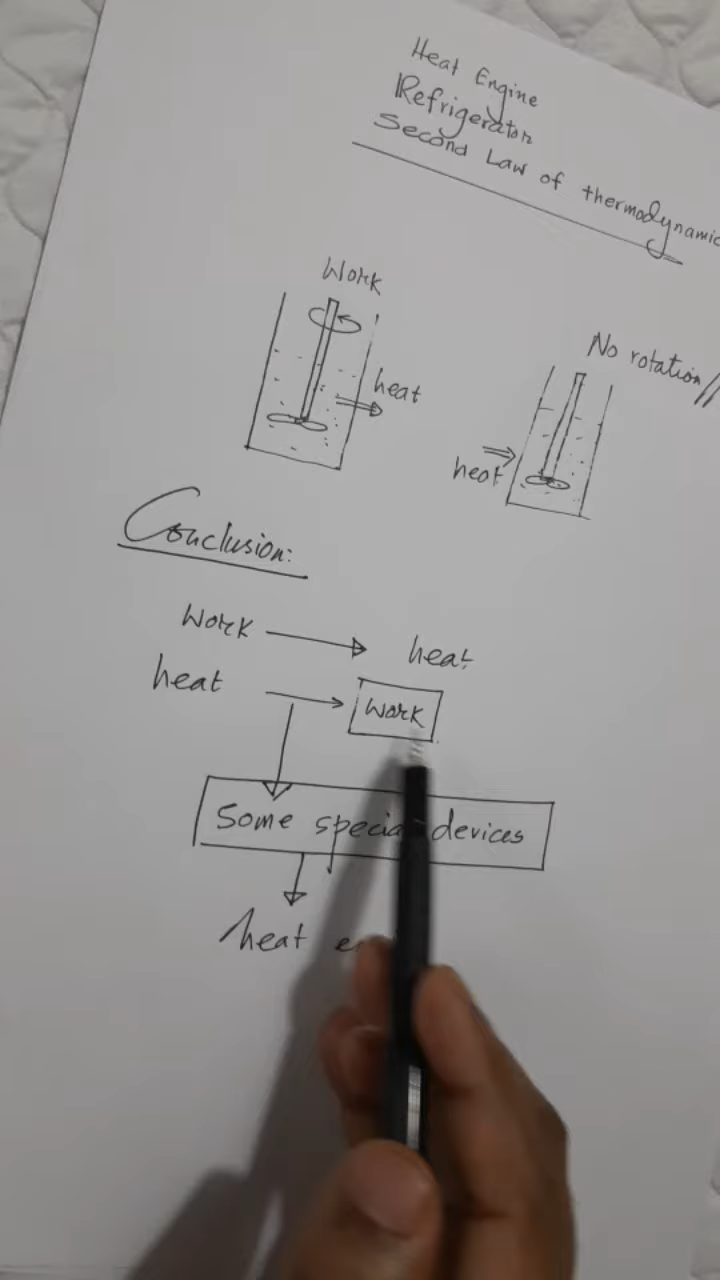 Heat Engine
Refrigerator
Second Law of
Work
heat
No rotation
heat
Conclusion:
Work heat
heat work
Some devices
heat